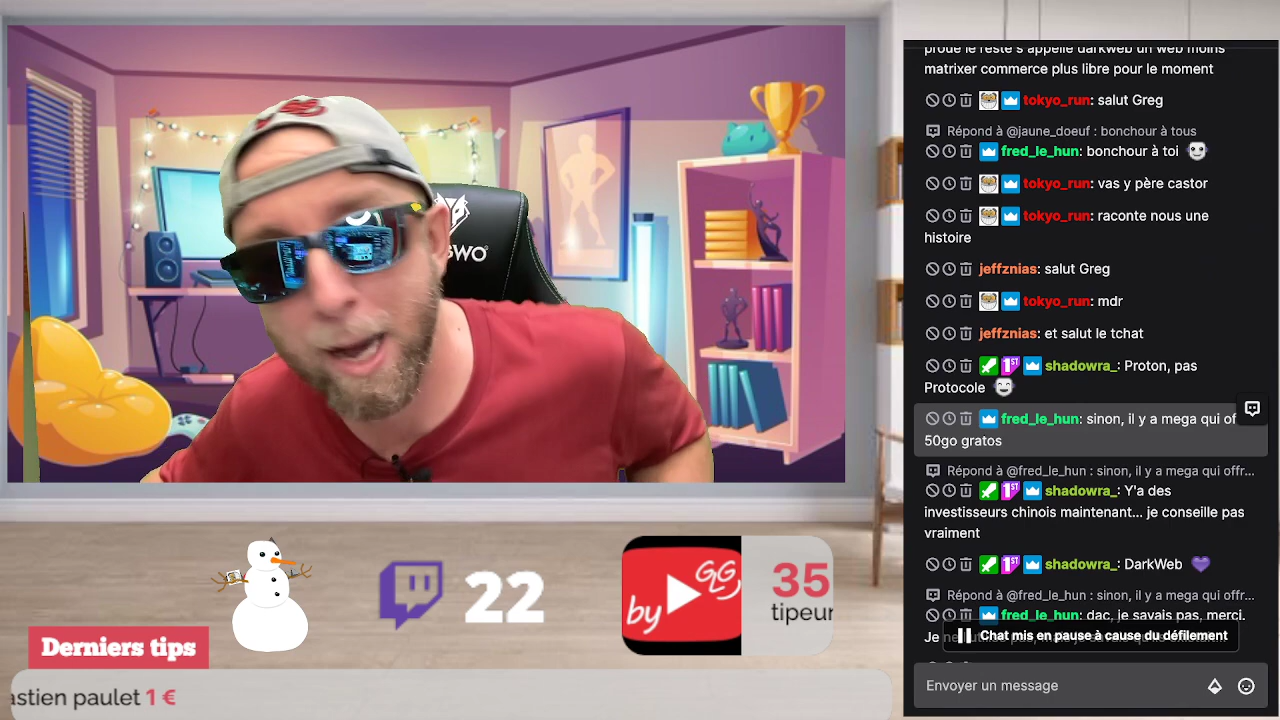 proue le reste s'appelle darkweb un web moins
matrixer commerce plus libre pour le moment
tokyo_run: salut Greg
Répond à @jaune_doeuf : bonchour à tous
fred_le_hun: bonchour à toi
tokyo_run: vas y père castor
tokyo_run: raconte nous une
histoire
jeffznias: salut Greg
tokyo_run: mdr
jeffznias: et salut le tchat
1ST shadowra_: Proton, pas
Protocole
fred_le_hun: sinon, il y a mega qui of
50go gratos
Répond à @fred_le_hun : sinon, il y a mega qui offr...
1ST shadowra_: Y'a des
investisseurs chinois maintenant... je conseille pas
vraiment
1ST shadowra_: DarkWeb
Répond à @fred_le_hun : sinon, il y a mega qui offr...
fred_le_hun: dac, je savais pas, merci.
Je
Chat mis en pause à cause du défilement
Envoyer un message
SWO
22
by GG
35
tipeur
Derniers tips
astien paulet 1 €